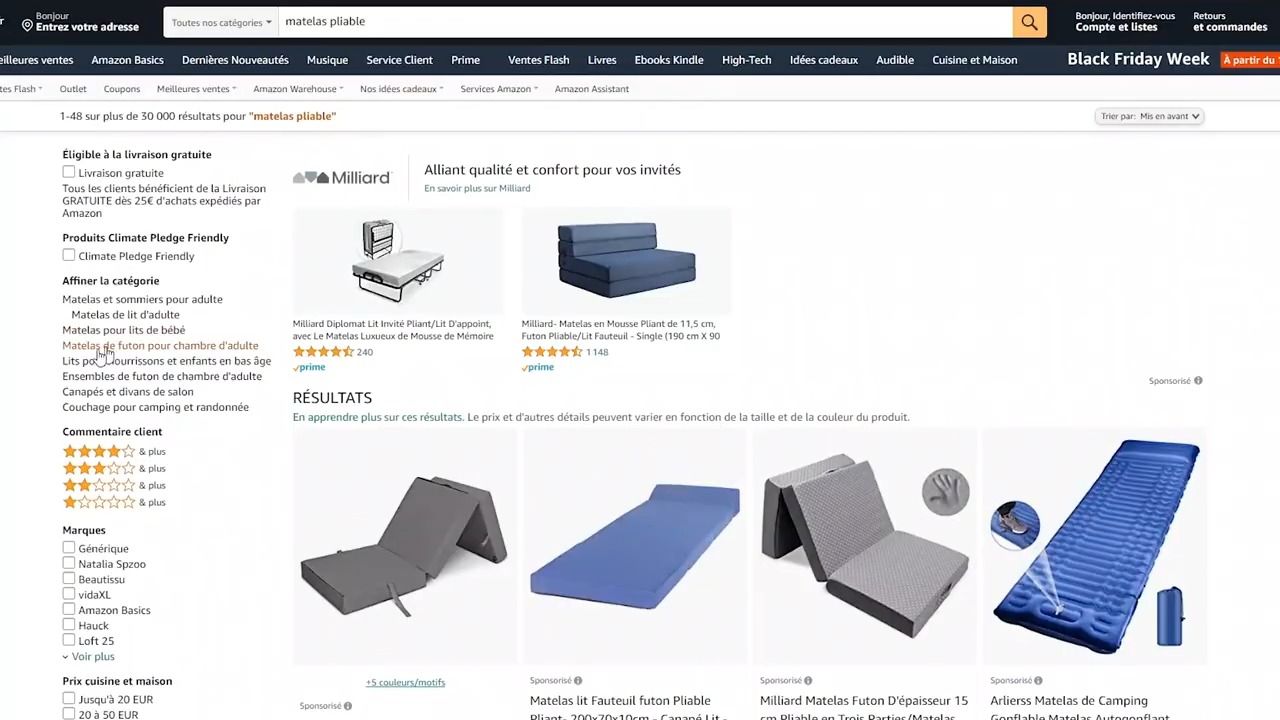 Bonjour
Entrez votre adresse
Toutes nos catégories
matelas pliable
Bonjour, Identifiez-vous
Compte et listes
Retours
et commandes
eilleures ventes
Amazon Basics
Dernières Nouveautés
Musique
Service Client
Prime
Ventes Flash
Livres
Ebooks Kindle
High-Tech
Idées cadeaux
Audible
Cuisine et Maison
Black Friday Week
À partir du
tes Flash
Outlet
Coupons
Meilleures ventes
Amazon Warehouse
Nos idées cadeaux
Services Amazon
Amazon Assistant
1-48 sur plus de 30 000 résultats pour "matelas pliable"
Trier par: Mis en avant
Éligible à la livraison gratuite
Livraison gratuite
Tous les clients bénéficient de la Livraison
GRATUITE dès 25€ d'achats expédiés par
Amazon
Produits Climate Pledge Friendly
Climate Pledge Friendly
Affiner la catégorie
Matelas et sommiers pour adulte
Matelas de lit d'adulte
Matelas pour lits de bébé
Matelas de futon pour chambre d'adulte
Lits pour nourrissons et enfants en bas âge
Ensembles de futon de chambre d'adulte
Canapés et divans de salon
Couchage pour camping et randonnée
Commentaire client
& plus
& plus
& plus
& plus
Marques
Générique
Natalia Spzoo
Beautissu
vidaXL
Amazon Basics
Hauck
Loft 25
Voir plus
Prix cuisine et maison
Jusqu'à 20 EUR
20 à 50 EUR
Milliard
Alliant qualité et confort pour vos invités
En savoir plus sur Milliard
Milliard Diplomat Lit Invité Pliant/Lit D'appoint,
avec Le Matelas Luxueux de Mousse de Mémoire
240
prime
Milliard- Matelas en Mousse Pliant de 11,5 cm,
Futon Pliable/Lit Fauteuil - Single (190 cm X 90
1 148
prime
Sponsorisé
RÉSULTATS
En apprendre plus sur ces résultats. Le prix et d'autres détails peuvent varier en fonction de la taille et de la couleur du produit.
+5 couleurs/motifs
Sponsorisé
Sponsorisé
Matelas lit Fauteuil futon Pliable
Pliant- 200x70x10cm - Canapé Lit -
Sponsorisé
Milliard Matelas Futon D'épaisseur 15
cm Pliable en Trois Parties/Matelas
Sponsorisé
Arlierss Matelas de Camping
Gonflable Matelas Autogonflant